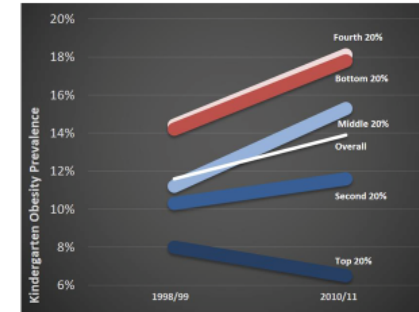 Kindergarten Obesity Prevalence
20%
18%
16%
14%
12%
10%
8%
6%
Fourth 20%
Bottom 20%
Middle 20%
Overall
Second 20%
Top 20%
1998/99
2010/11